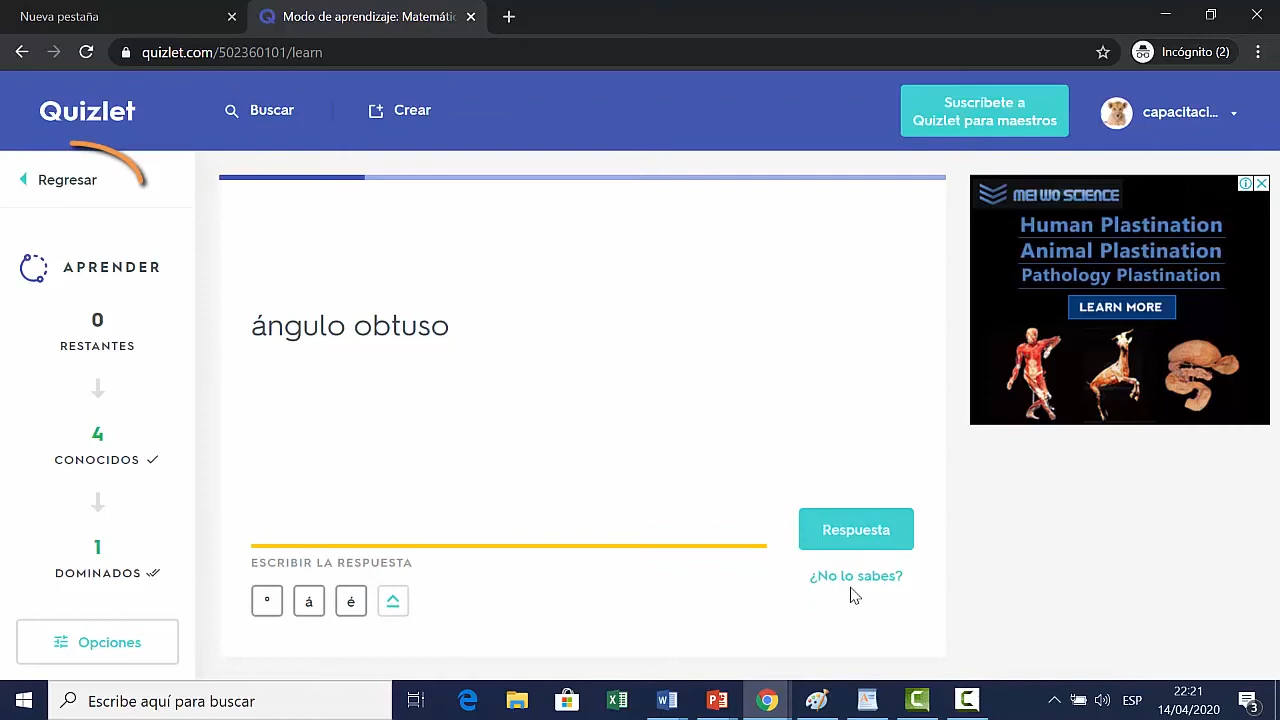 Nueva pestaña
Modo de aprendizaje: Matemátic
quizlet.com/502360101/learn
Incógnito (2)
Quizlet
Buscar
Crear
Suscríbete a
Quizlet para maestros
capacitaci...
Regresar
APRENDER
0
RESTANTES
4
CONOCIDOS
1
DOMINADOS
Opciones
ángulo obtuso
Respuesta
ESCRIBIR LA RESPUESTA
¿No lo sabes?
° á é
MEI WO SCIENCE
Human Plastination
Animal Plastination
Pathology Plastination
LEARN MORE
Escribe aquí para buscar
ESP
22:21
14/04/2020
3